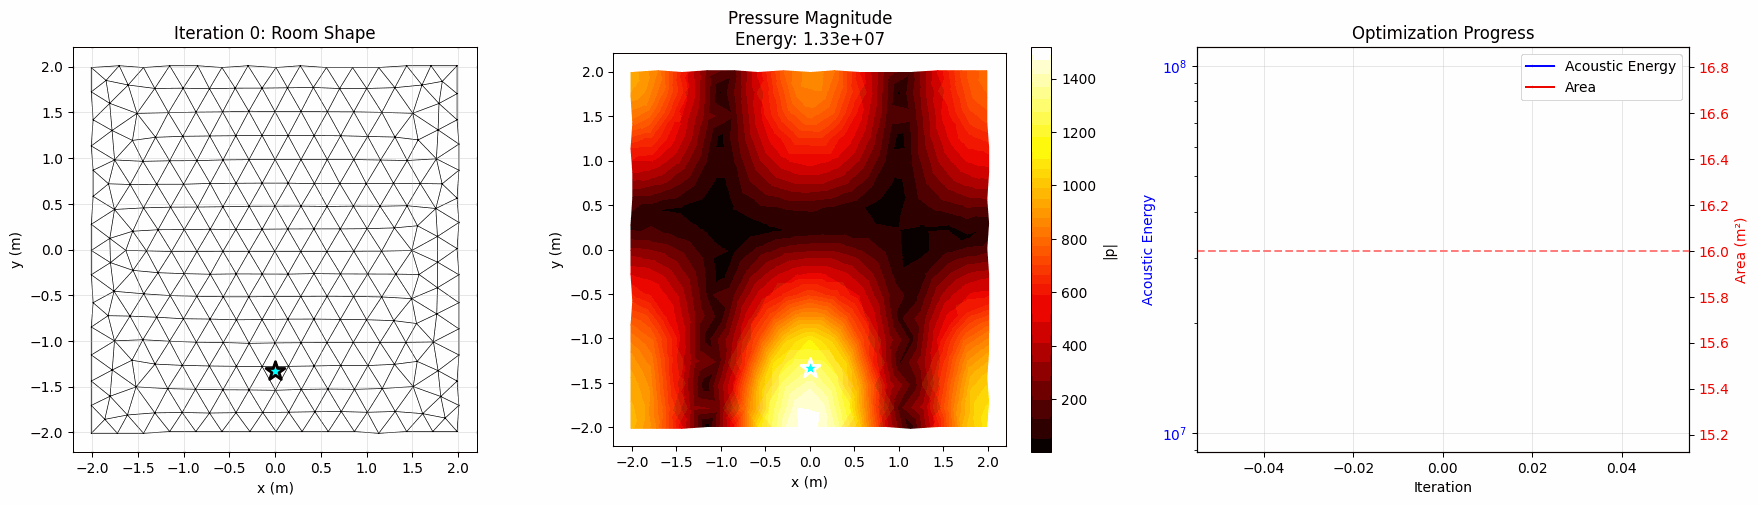 Iteration 0: Room Shape
2.0
1.5
1.0
0.5
0.0
−0.5
−1.0
−1.5
−2.0
y (m)
−2.0 −1.5 −1.0 −0.5 0.0 0.5 1.0 1.5 2.0
x (m)
Pressure Magnitude
Energy: 1.33e+07
2.0
1.5
1.0
0.5
0.0
−0.5
−1.0
−1.5
−2.0
y (m)
−2.0 −1.5 −1.0 −0.5 0.0 0.5 1.0 1.5 2.0
x (m)
1400
1200
1000
800
600
400
200
|p|
Optimization Progress
Acoustic Energy
Area
10⁸
10⁷
Acoustic Energy
−0.04 −0.02 0.00 0.02 0.04
Iteration
16.8
16.6
16.4
16.2
16.0
15.8
15.6
15.4
15.2
Area (m²)